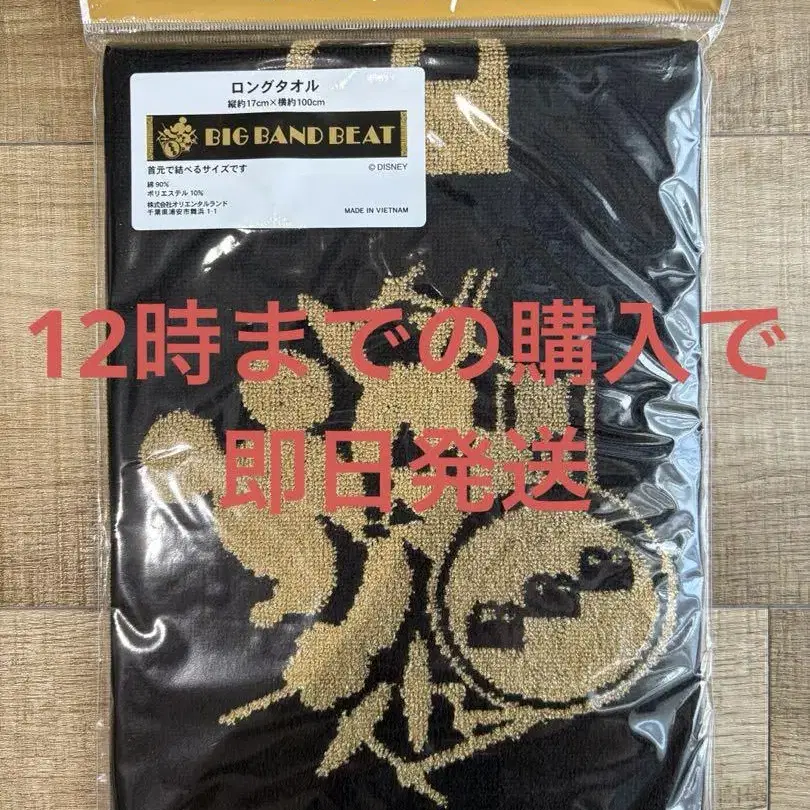 ロングタオル
縦約17cm×横約100cm
BIG BAND BEAT
首元で結べるサイズです
© DISNEY
綿 90%
ポリエステル 10%
株式会社オリエンタルランド
千葉県浦安市舞浜 1-1
MADE IN VIETNAM
12時までの購入で
即日発送
B B B